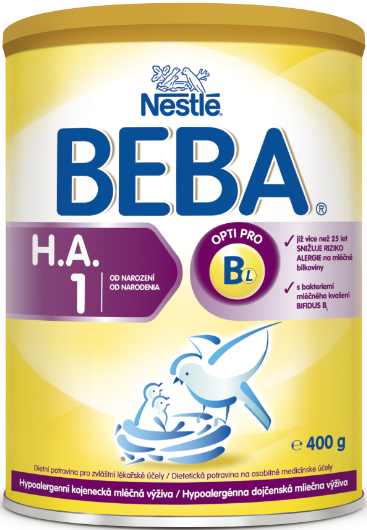 Nestlé
BEBA®
H.A.
1
OD NAROZENÍ
OD NARODENIA
OPTI PRO
BL
již více než 25 let
SNIŽUJE RIZIKO
ALERGIE na mléčné
bílkoviny
s bakteriemi
mléčného kvašení
BIFIDUS BL
℮ 400 g
Dietní potravina pro zvláštní lékařské účely / Dietetická potravina na osobitné medicínske účely
Hypoalergenní kojenecká mléčná výživa / Hypoalergénna dojčenská mliečna výživa